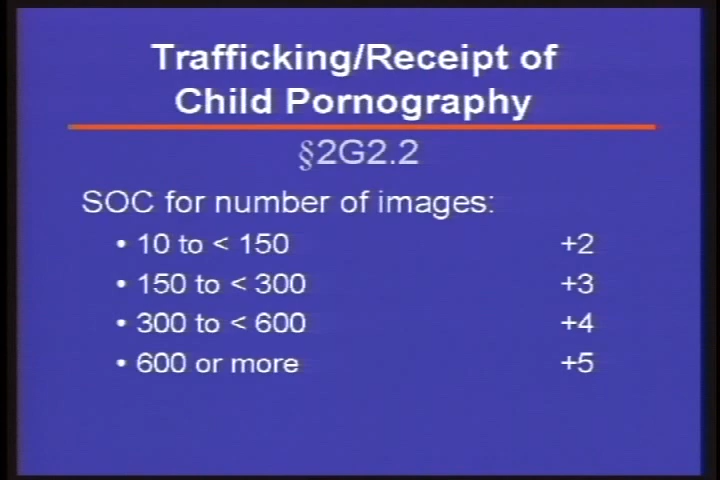 Trafficking/Receipt of
Child Pornography
§2G2.2
SOC for number of images:
• 10 to < 150 +2
• 150 to < 300 +3
• 300 to < 600 +4
• 600 or more +5